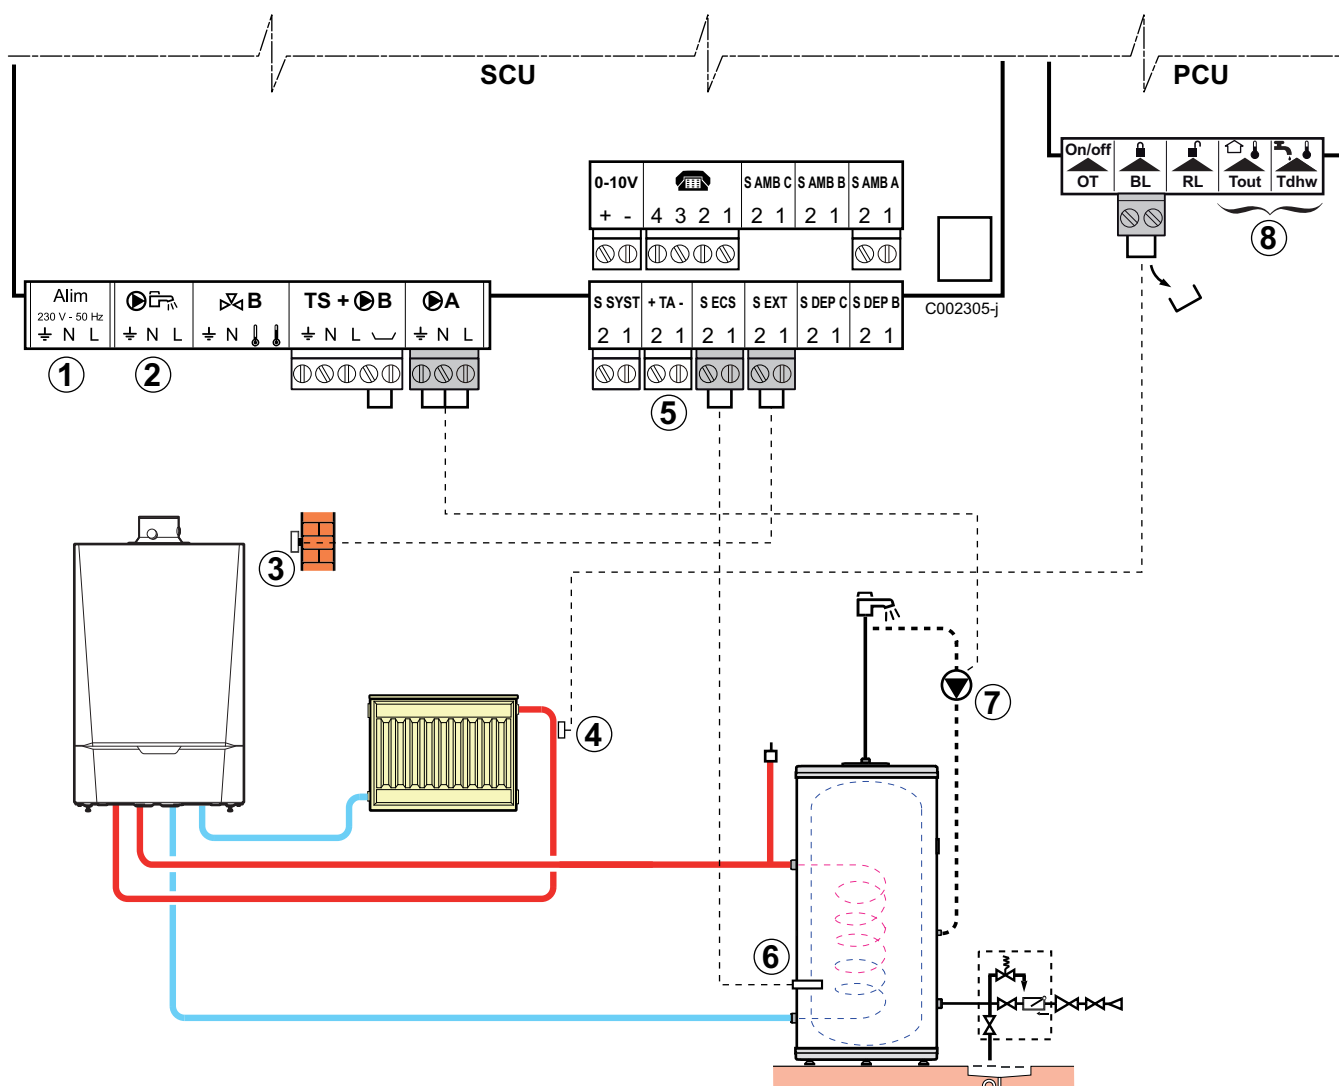 SCU
PCU
On/off
OT BL RL Tout Tdhw
8
0-10V S AMB C S AMB B S AMB A
+ - 4 3 2 1 2 1 2 1 2 1
C002305-j
Alim
230 V - 50 Hz
N L
N L
B
N
TS + B
N L
A
N L
S SYST + TA - S ECS S EXT S DEP C S DEP B
2 1 2 1 2 1 2 1 2 1 2 1
1
2
5
3
4
7
6